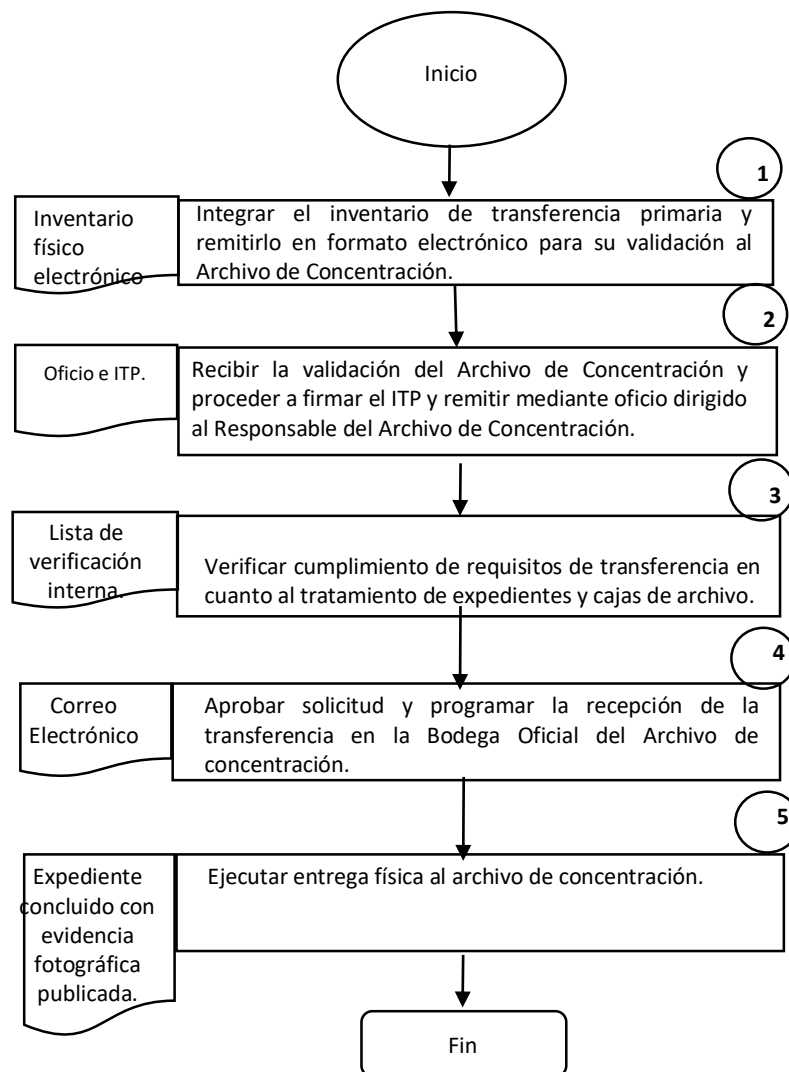 Inicio
1
Inventario
físico
electrónico
Integrar el inventario de transferencia primaria y
remitirlo en formato electrónico para su validación al
Archivo de Concentración.
2
Oficio e ITP.
Recibir la validación del Archivo de Concentración y
proceder a firmar el ITP y remitir mediante oficio dirigido
al Responsable del Archivo de Concentración.
3
Lista de
verificación
interna.
Verificar cumplimiento de requisitos de transferencia en
cuanto al tratamiento de expedientes y cajas de archivo.
4
Correo
Electrónico
Aprobar solicitud y programar la recepción de la
transferencia en la Bodega Oficial del Archivo de
concentración.
5
Expediente
concluido con
evidencia
fotográfica
publicada.
Ejecutar entrega física al archivo de concentración.
Fin